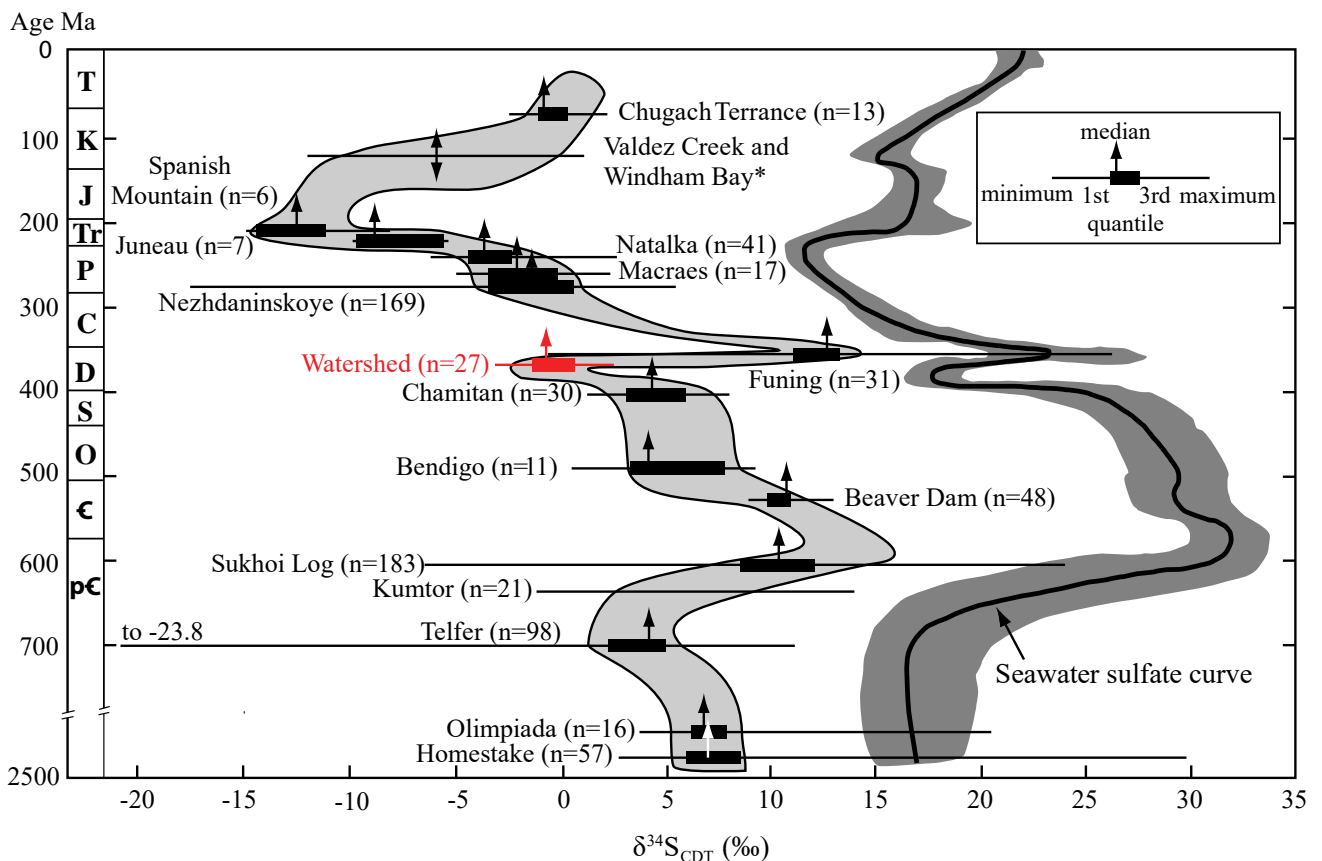 Age Ma
0
100
200
300
400
500
600
700
2500
T
K
J
Tr
P
C
D
S
O
€
p€
Chugach Terrance (n=13)
Valdez Creek and
Windham Bay*
Spanish
Mountain (n=6)
Juneau (n=7)
Natalka (n=41)
Macraes (n=17)
Nezhdaninskoye (n=169)
Watershed (n=27)
Funing (n=31)
Chamitan (n=30)
Bendigo (n=11)
Beaver Dam (n=48)
Sukhoi Log (n=183)
Kumtor (n=21)
to -23.8
Telfer (n=98)
Olimpiada (n=16)
Homestake (n=57)
Seawater sulfate curve
median
minimum 1st 3rd maximum
quantile
-20 -15 -10 -5 0 5 10 15 20 25 30 35
δ³⁴S_CDT (‰)